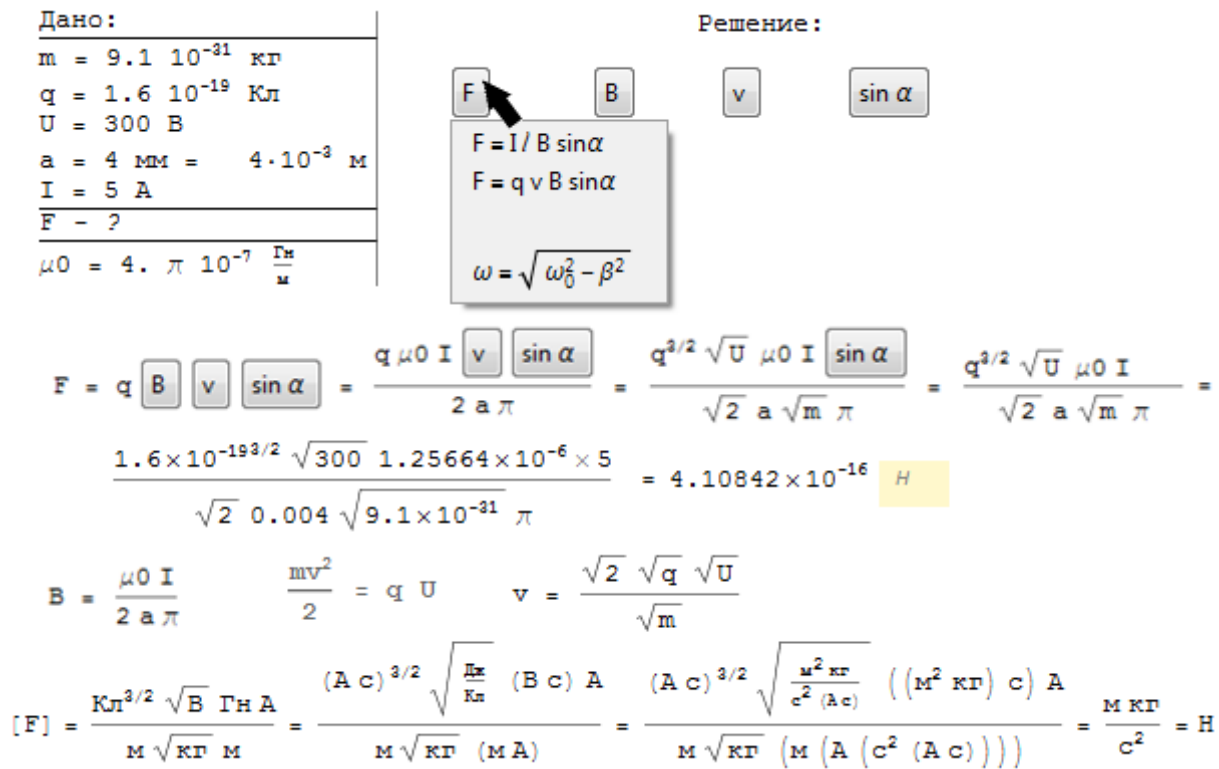 Дано:
Решение:
m = 9.1 10⁻³¹ кг
q = 1.6 10⁻¹⁹ Кл
U = 300 В
a = 4 мм = 4·10⁻³ м
I = 5 А
F - ?
μ0 = 4. π 10⁻⁷ Гн/м
F B v sin α
F = I / B sinα
F = q v B sinα
ω = √(ω₀² − β²)
F = q B v sin α = (q μ0 I v sin α)/(2 a π) = (q^(3/2) √U μ0 I sin α)/(√2 a √m π) = (q^(3/2) √U μ0 I)/(√2 a √m π) =
(1.6×10^(-19 3/2) √300 1.25664×10⁻⁶ × 5)/(√2 0.004 √(9.1×10⁻³¹) π) = 4.10842×10⁻¹⁶ Н
B = (μ0 I)/(2 a π) mv²/2 = q U v = (√2 √q √U)/√m
[F] = (Кл^(3/2) √В Гн А)/(м √кг м) = ((А с)^(3/2) √(Дж/Кл) (В с) А)/(м √кг (м А)) = ((А с)^(3/2) √((м² кг)/(с² (А с))) ((м² кг) с) А)/(м √кг (м (А (с² (А с))))) = (м кг)/с² = Н